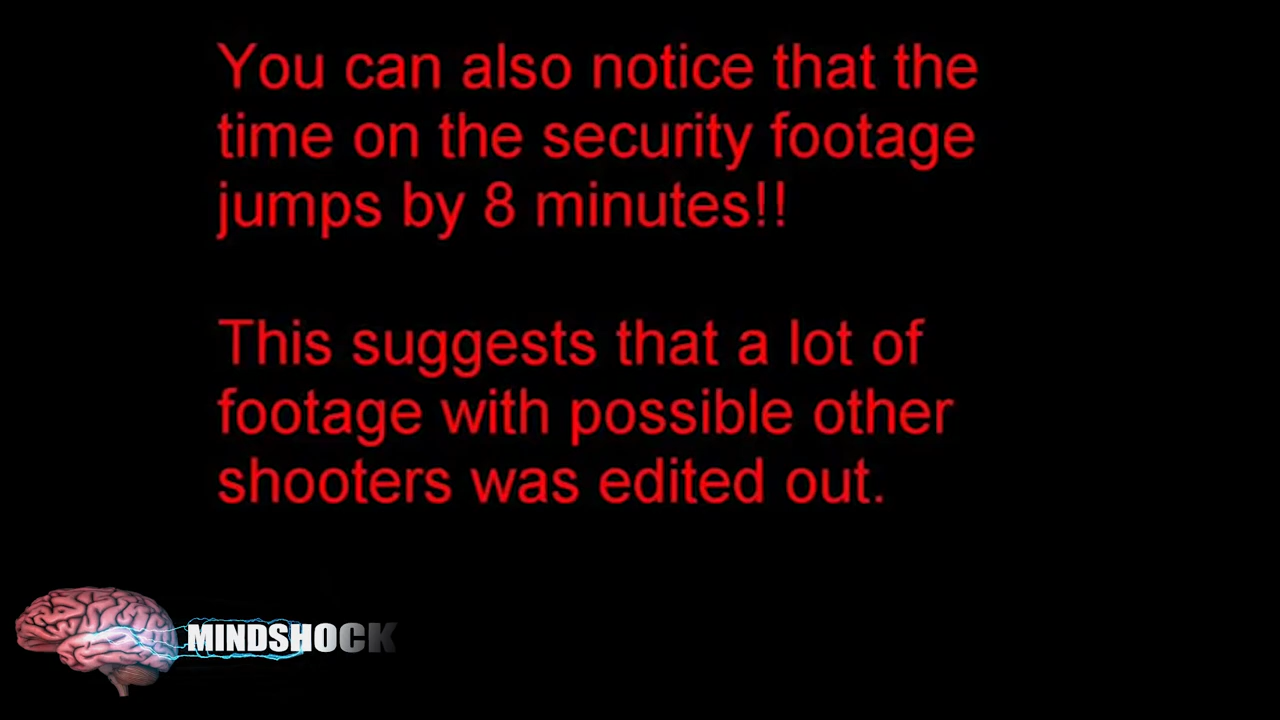 You can also notice that the
time on the security footage
jumps by 8 minutes!!
This suggests that a lot of
footage with possible other
shooters was edited out.
MINDSHOCK